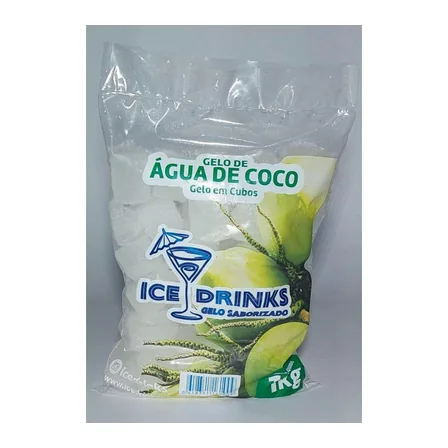 GELO DE
ÁGUA DE COCO
Gelo em Cubos
ICE DRINKS
GELO SABORIZADO
1Kg